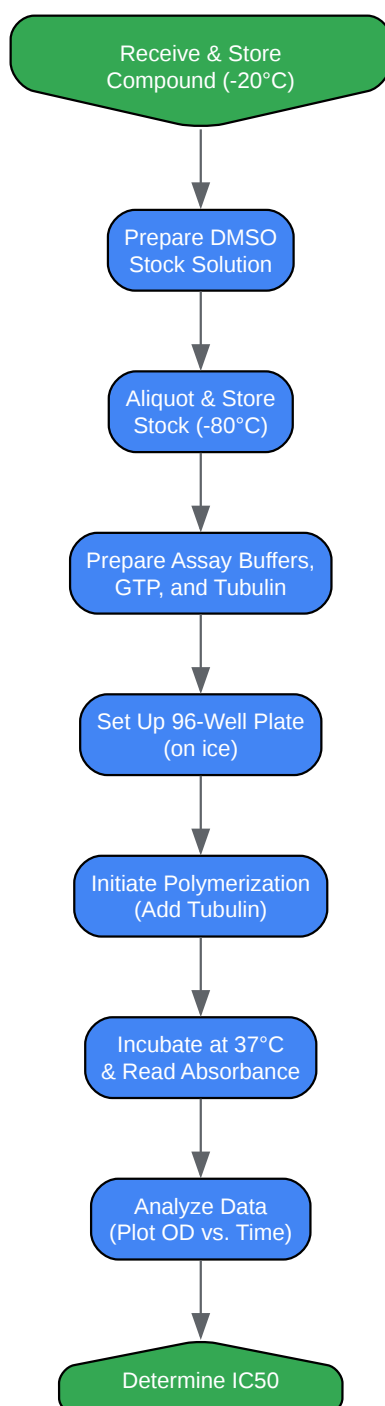 Receive & Store
Compound (-20°C)
Prepare DMSO
Stock Solution
Aliquot & Store
Stock (-80°C)
Prepare Assay Buffers,
GTP, and Tubulin
Set Up 96-Well Plate
(on ice)
Initiate Polymerization
(Add Tubulin)
Incubate at 37°C
& Read Absorbance
Analyze Data
(Plot OD vs. Time)
Determine IC50